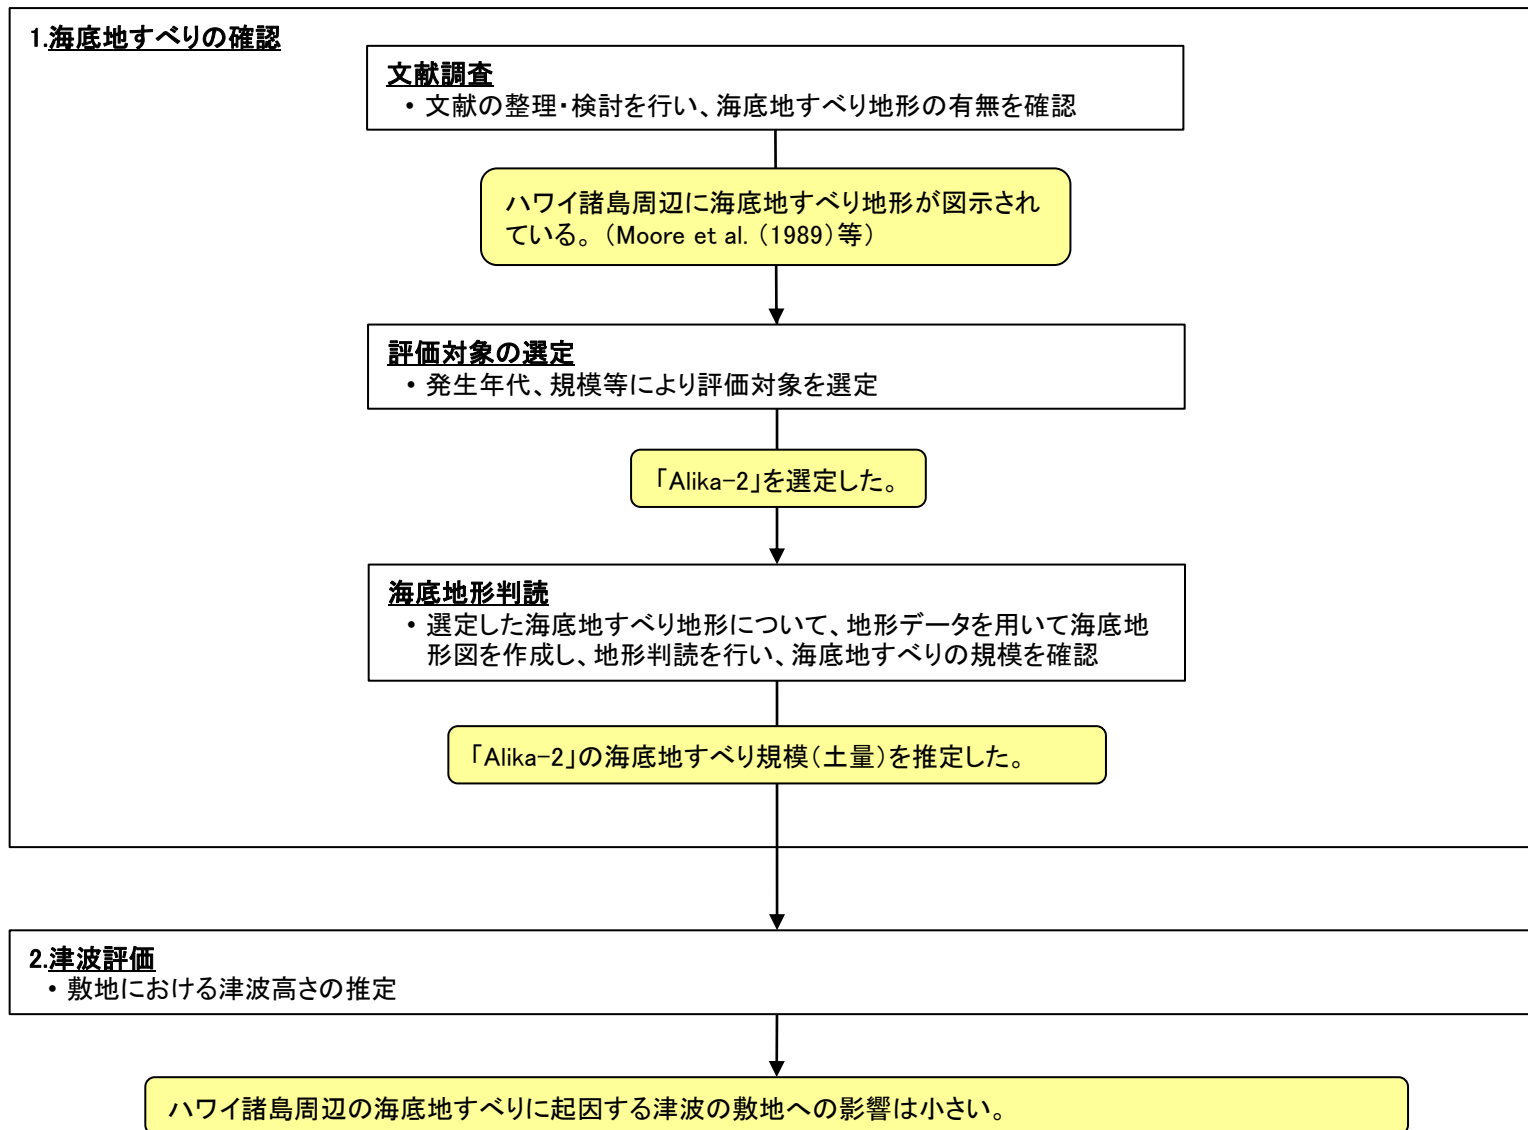 1.海底地すべりの確認
文献調査
• 文献の整理・検討を行い、海底地すべり地形の有無を確認
ハワイ諸島周辺に海底地すべり地形が図示され
ている。（Moore et al.（1989）等）
評価対象の選定
• 発生年代、規模等により評価対象を選定
「Alika-2」を選定した。
海底地形判読
• 選定した海底地すべり地形について、地形データを用いて海底地
形図を作成し、地形判読を行い、海底地すべりの規模を確認
「Alika-2」の海底地すべり規模（土量）を推定した。
2.津波評価
• 敷地における津波高さの推定
ハワイ諸島周辺の海底地すべりに起因する津波の敷地への影響は小さい。